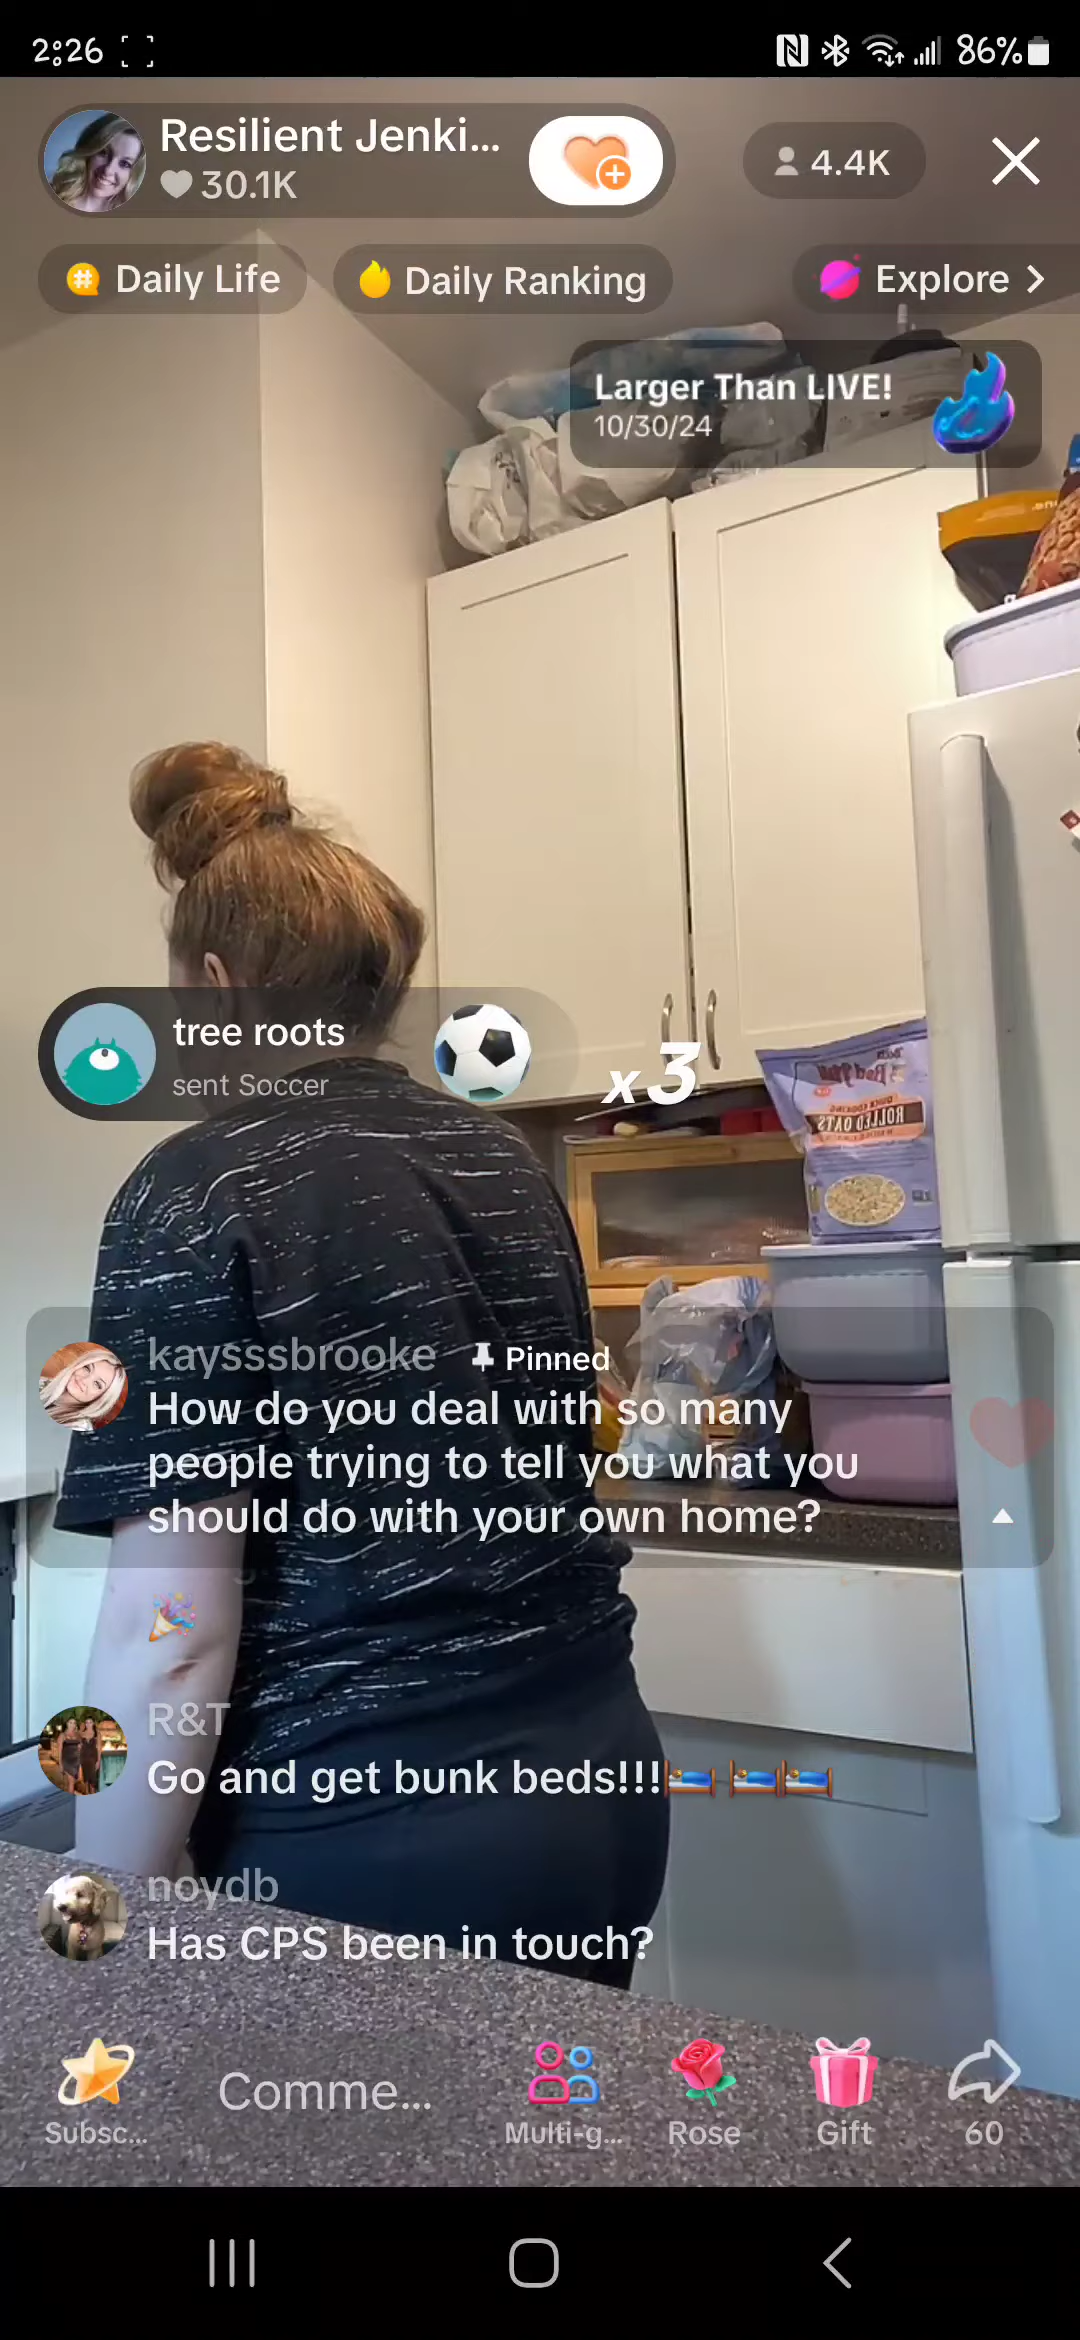 2:26
86%
Resilient Jenki...
30.1K
4.4K
Daily Life
Daily Ranking
Explore
Larger Than LIVE!
10/30/24
ROLLED OATS
tree roots
sent Soccer
x3
kaysssbrooke
Pinned
How do you deal with so many
people trying to tell you what you
should do with your own home?
R&T
Go and get bunk beds!!!
noydb
Has CPS been in touch?
Subsc...
Comme...
Multi-g...
Rose
Gift
60